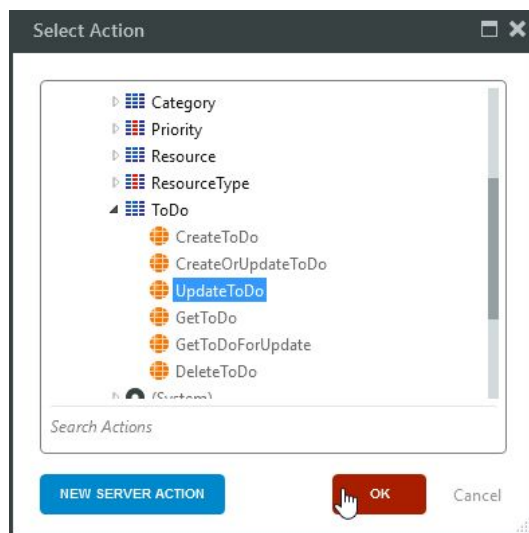 Select Action
Category
Priority
Resource
ResourceType
ToDo
CreateToDo
CreateOrUpdateToDo
UpdateToDo
GetToDo
GetToDoForUpdate
DeleteToDo
(System)
Search Actions
NEW SERVER ACTION
OK
Cancel